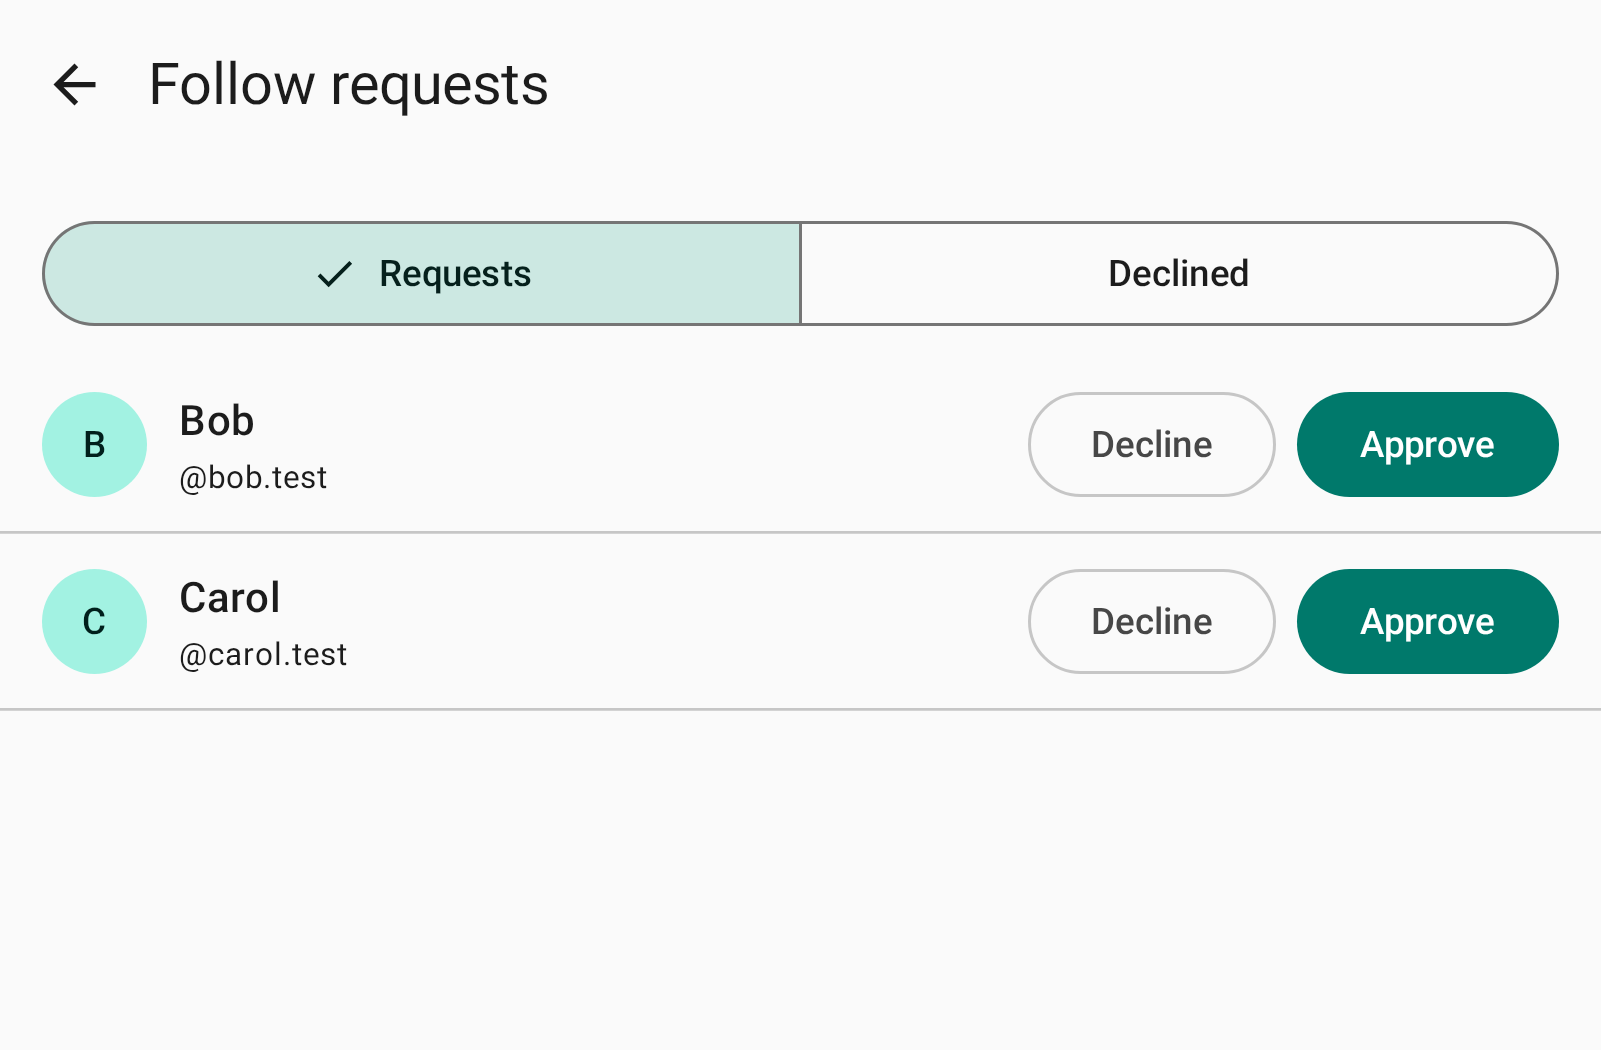 Follow requests
Requests
Declined
B
Bob
@bob.test
Decline
Approve
C
Carol
@carol.test
Decline
Approve